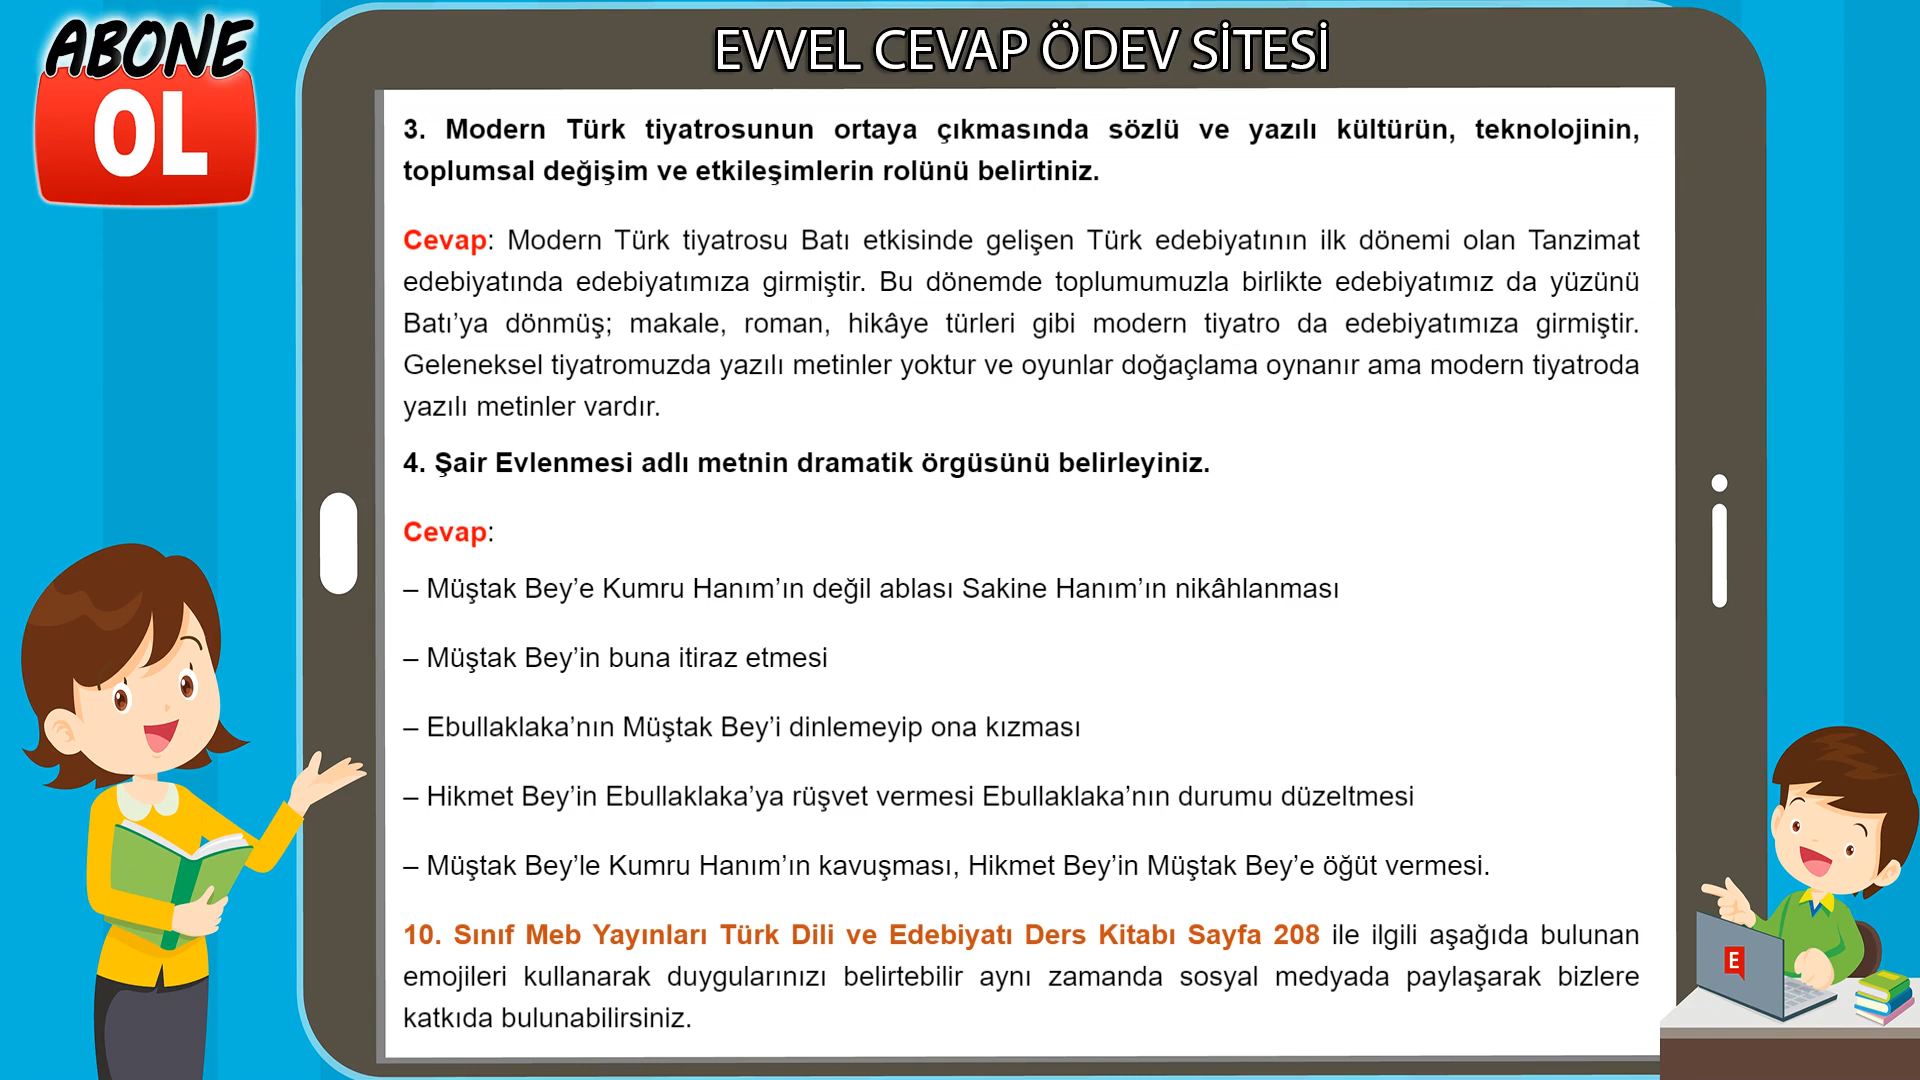 ABONE
OL
EVVEL CEVAP ÖDEV SİTESİ
3. Modern Türk tiyatrosunun ortaya çıkmasında sözlü ve yazılı kültürün, teknolojinin,
toplumsal değişim ve etkileşimlerin rolünü belirtiniz.
Cevap: Modern Türk tiyatrosu Batı etkisinde gelişen Türk edebiyatının ilk dönemi olan Tanzimat
edebiyatında edebiyatımıza girmiştir. Bu dönemde toplumumuzla birlikte edebiyatımız da yüzünü
Batı’ya dönmüş; makale, roman, hikâye türleri gibi modern tiyatro da edebiyatımıza girmiştir.
Geleneksel tiyatromuzda yazılı metinler yoktur ve oyunlar doğaçlama oynanır ama modern tiyatroda
yazılı metinler vardır.
4. Şair Evlenmesi adlı metnin dramatik örgüsünü belirleyiniz.
Cevap:
– Müştak Bey’e Kumru Hanım’ın değil ablası Sakine Hanım’ın nikâhlanması
– Müştak Bey’in buna itiraz etmesi
– Ebullaklaka’nın Müştak Bey’i dinlemeyip ona kızması
– Hikmet Bey’in Ebullaklaka’ya rüşvet vermesi Ebullaklaka’nın durumu düzeltmesi
– Müştak Bey’le Kumru Hanım’ın kavuşması, Hikmet Bey’in Müştak Bey’e öğüt vermesi.
10. Sınıf Meb Yayınları Türk Dili ve Edebiyatı Ders Kitabı Sayfa 208 ile ilgili aşağıda bulunan
emojileri kullanarak duygularınızı belirtebilir aynı zamanda sosyal medyada paylaşarak bizlere
katkıda bulunabilirsiniz.
E